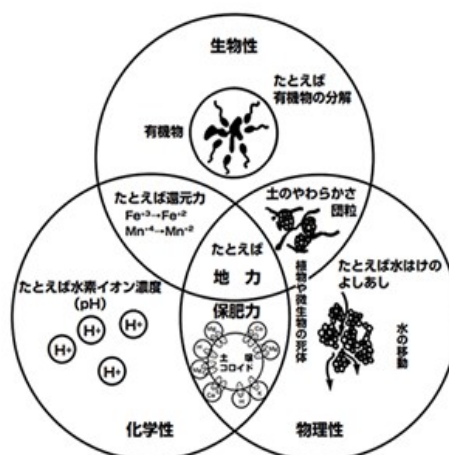 生物性
たとえば
有機物の分解
有機物
たとえば還元力
Fe+3→Fe+2
Mn+4→Mn+2
土のやわらかさ
団粒
たとえば
地力
植物や微生物の死体
たとえば水素イオン濃度
(pH)
H+
H+
H+
H+
H+
保肥力
土壌
コロイド
たとえば水はけの
よしあし
水の移動
化学性
物理性